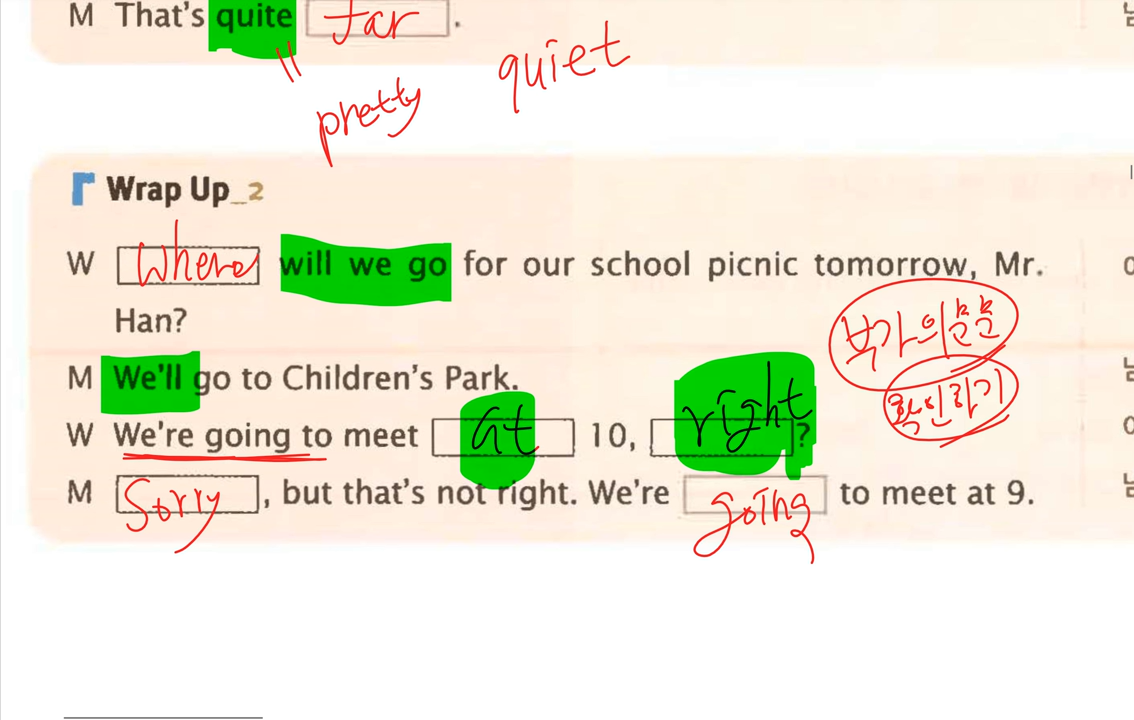 M That's quite far.
" pretty quiet
Wrap Up_2
W Where will we go for our school picnic tomorrow, Mr.
Han?
부가의문문
M We'll go to Children's Park.
확인하기
W We're going to meet at 10, right?
M Sorry, but that's not right. We're going to meet at 9.